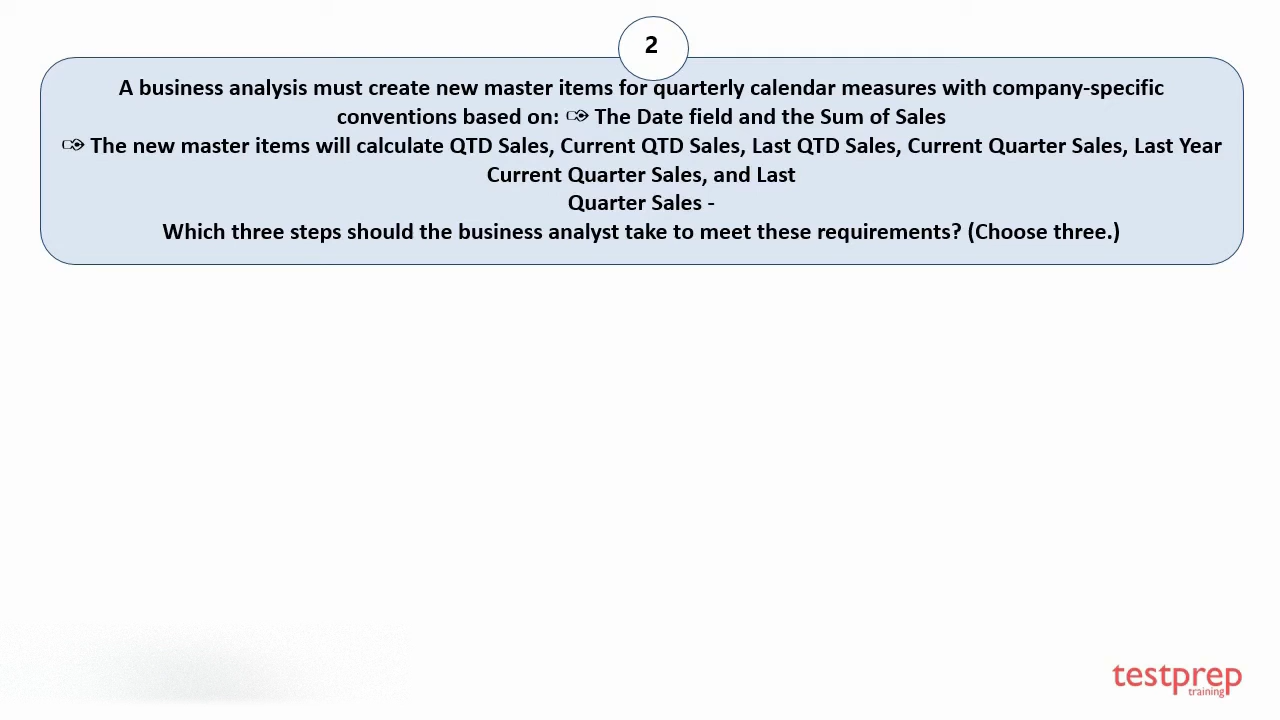 2
A business analysis must create new master items for quarterly calendar measures with company-specific
conventions based on: ➪ The Date field and the Sum of Sales
➪ The new master items will calculate QTD Sales, Current QTD Sales, Last QTD Sales, Current Quarter Sales, Last Year
Current Quarter Sales, and Last
Quarter Sales -
Which three steps should the business analyst take to meet these requirements? (Choose three.)
testprep
training